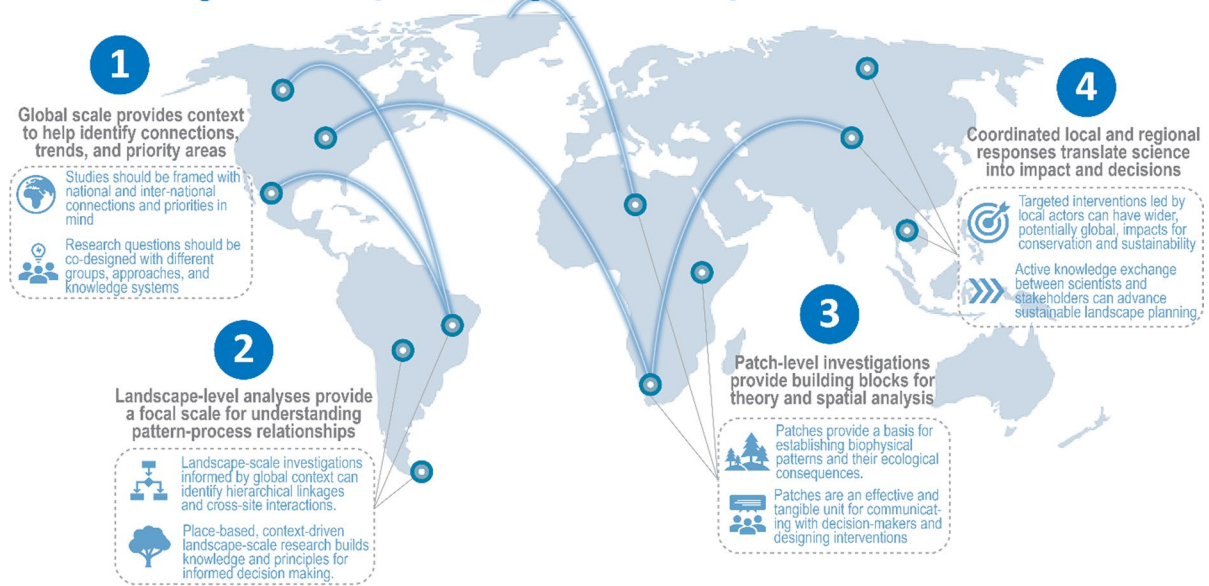 1
Global scale provides context
to help identify connections,
trends, and priority areas
Studies should be framed with
national and inter-national
connections and priorities in
mind
Research questions should be
co-designed with different
groups, approaches, and
knowledge systems
2
Landscape-level analyses provide
a focal scale for understanding
pattern-process relationships
Landscape-scale investigations
informed by global context can
identify hierarchical linkages
and cross-site interactions.
Place-based, context-driven
landscape-scale research builds
knowledge and principles for
informed decision making.
3
Patch-level investigations
provide building blocks for
theory and spatial analysis
Patches provide a basis for
establishing biophysical
patterns and their ecological
consequences.
Patches are an effective and
tangible unit for communicat-
ing with decision-makers and
designing interventions
4
Coordinated local and regional
responses translate science
into impact and decisions
Targeted interventions led by
local actors can have wider,
potentially global, impacts for
conservation and sustainability
Active knowledge exchange
between scientists and
stakeholders can advance
sustainable landscape planning